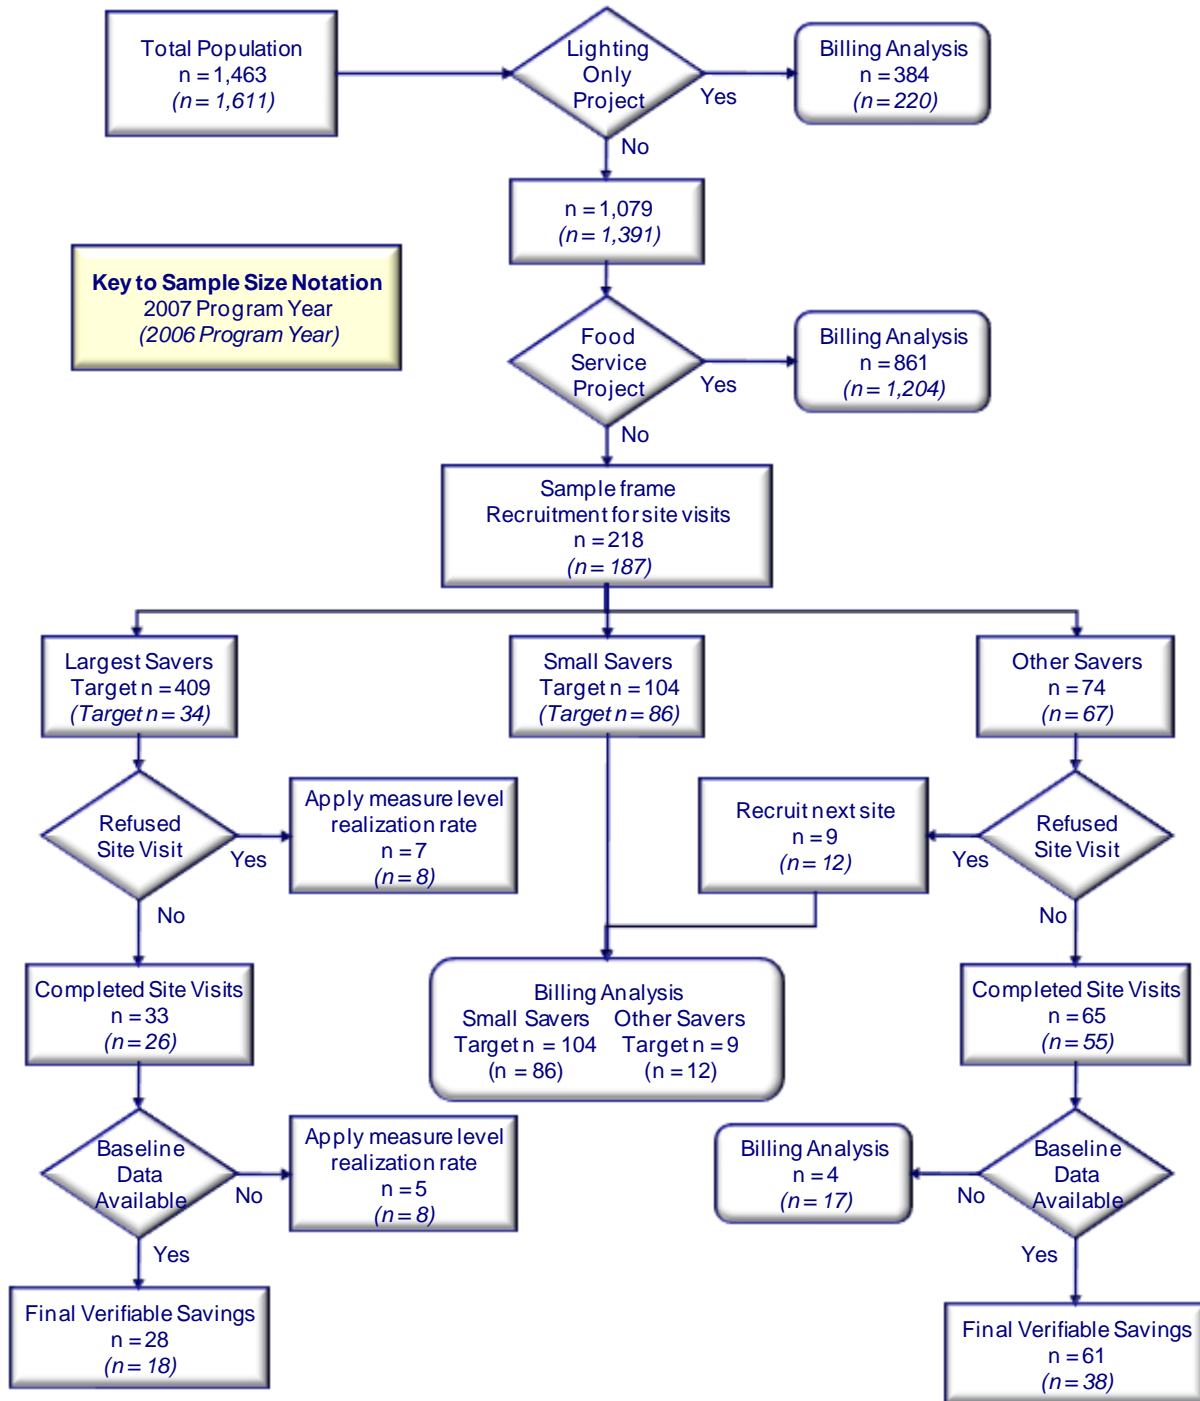 Total Population
n = 1,463
(n = 1,611)
Lighting
Only
Project
Yes
Billing Analysis
n = 384
(n = 220)
No
n = 1,079
(n = 1,391)
Key to Sample Size Notation
2007 Program Year
(2006 Program Year)
Food
Service
Project
Yes
Billing Analysis
n = 861
(n = 1,204)
No
Sample frame
Recruitment for site visits
n = 218
(n = 187)
Largest Savers
Target n = 409
(Target n = 34)
Small Savers
Target n = 104
(Target n = 86)
Other Savers
n = 74
(n = 67)
Refused
Site Visit
Yes
Apply measure level
realization rate
n = 7
(n = 8)
Recruit next site
n = 9
(n = 12)
Yes
Refused
Site Visit
No
No
Completed Site Visits
n = 33
(n = 26)
Billing Analysis
Small Savers Other Savers
Target n = 104 Target n = 9
(n = 86) (n = 12)
Completed Site Visits
n = 65
(n = 55)
Baseline
Data
Available
No
Apply measure level
realization rate
n = 5
(n = 8)
Billing Analysis
n = 4
(n = 17)
No
Baseline
Data
Available
Yes
Yes
Final Verifiable Savings
n = 28
(n = 18)
Final Verifiable Savings
n = 61
(n = 38)